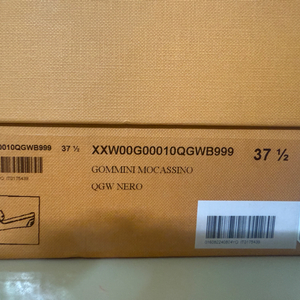 0010QGWB999 37 ½
XXW00G00010QGWB999 37 ½
GOMMINI MOCASSINO
QGW NERO